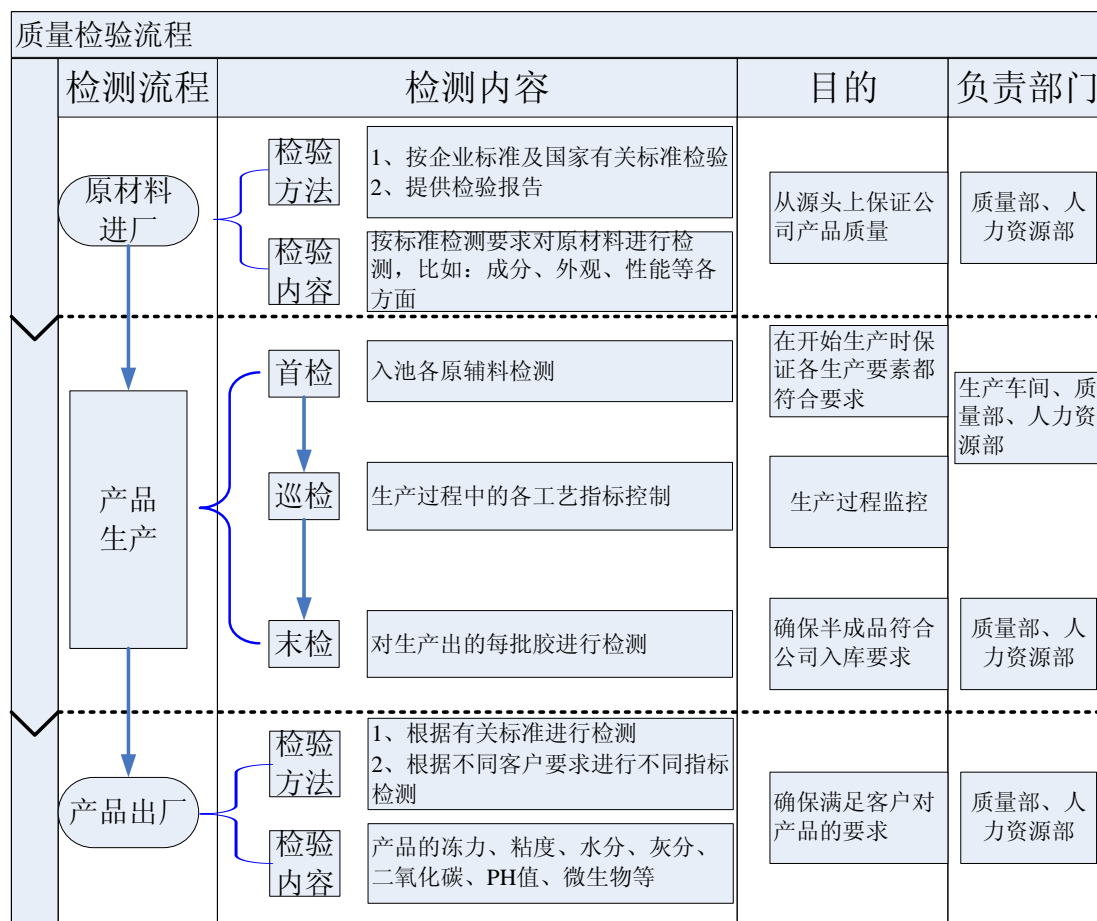 质量检验流程
检测流程
检测内容
目的
负责部门
原材料
进厂
检验
方法
1、按企业标准及国家有关标准检验
2、提供检验报告
检验
内容
按标准检测要求对原材料进行检
测，比如：成分、外观、性能等各
方面
从源头上保证公
司产品质量
质量部、人
力资源部
产品
生产
首检
入池各原辅料检测
在开始生产时保
证各生产要素都
符合要求
生产车间、质
量部、人力资
源部
巡检
生产过程中的各工艺指标控制
生产过程监控
末检
对生产出的每批胶进行检测
确保半成品符合
公司入库要求
质量部、人
力资源部
产品出厂
检验
方法
1、根据有关标准进行检测
2、根据不同客户要求进行不同指标
检测
检验
内容
产品的冻力、粘度、水分、灰分、
二氧化碳、PH值、微生物等
确保满足客户对
产品的要求
质量部、人
力资源部